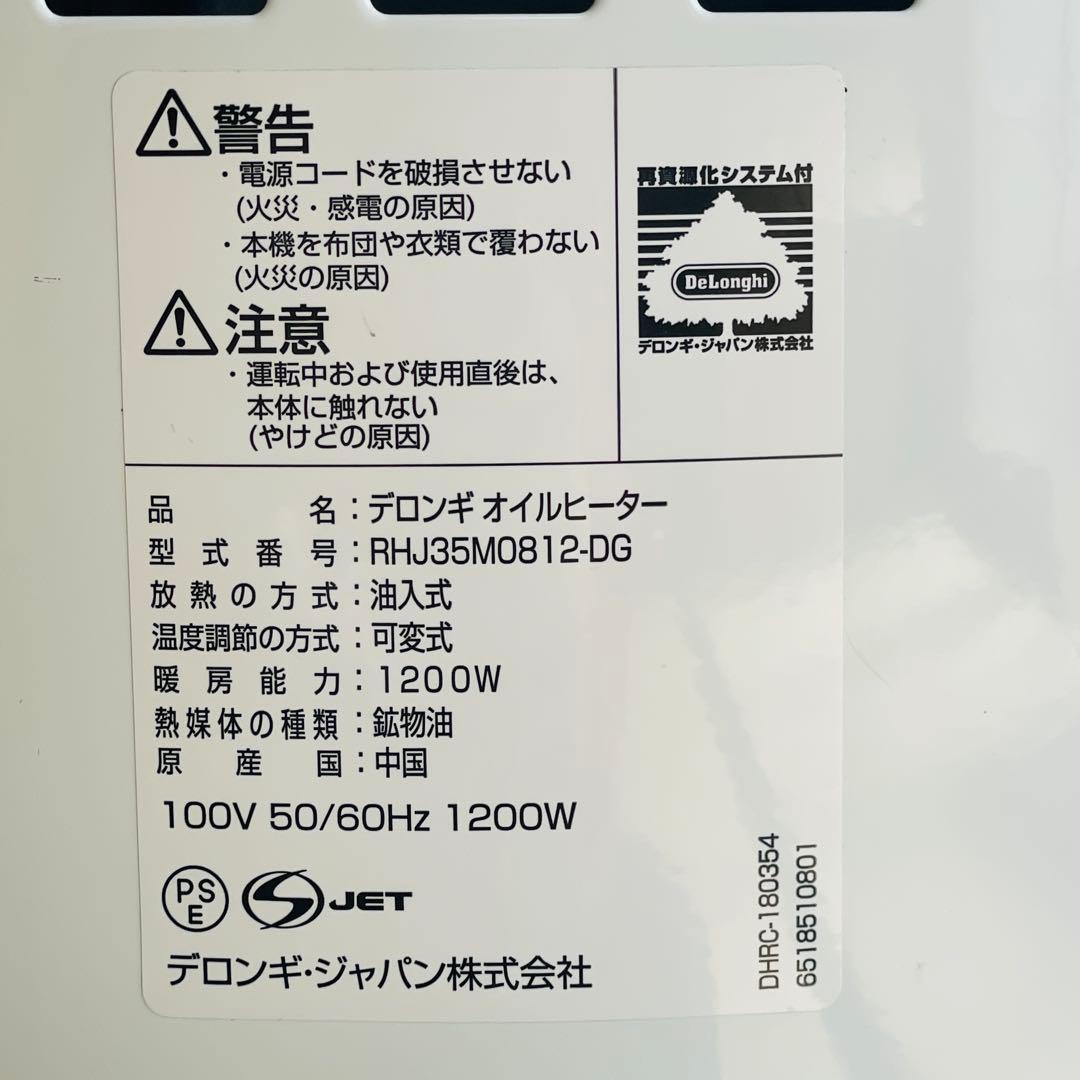 警告
・電源コードを破損させない
(火災・感電の原因)
・本機を布団や衣類で覆わない
(火災の原因)
注意
・運転中および使用直後は、
本体に触れない
(やけどの原因)
再資源化システム付
DeLonghi
デロンギ・ジャパン株式会社
品名：デロンギ オイルヒーター
型式番号：RHJ35M0812-DG
放熱の方式：油入式
温度調節の方式：可変式
暖房能力：1200W
熱媒体の種類：鉱物油
原産国：中国
100V 50/60Hz 1200W
PSE
S JET
デロンギ・ジャパン株式会社
DHRC-180354
6518510801